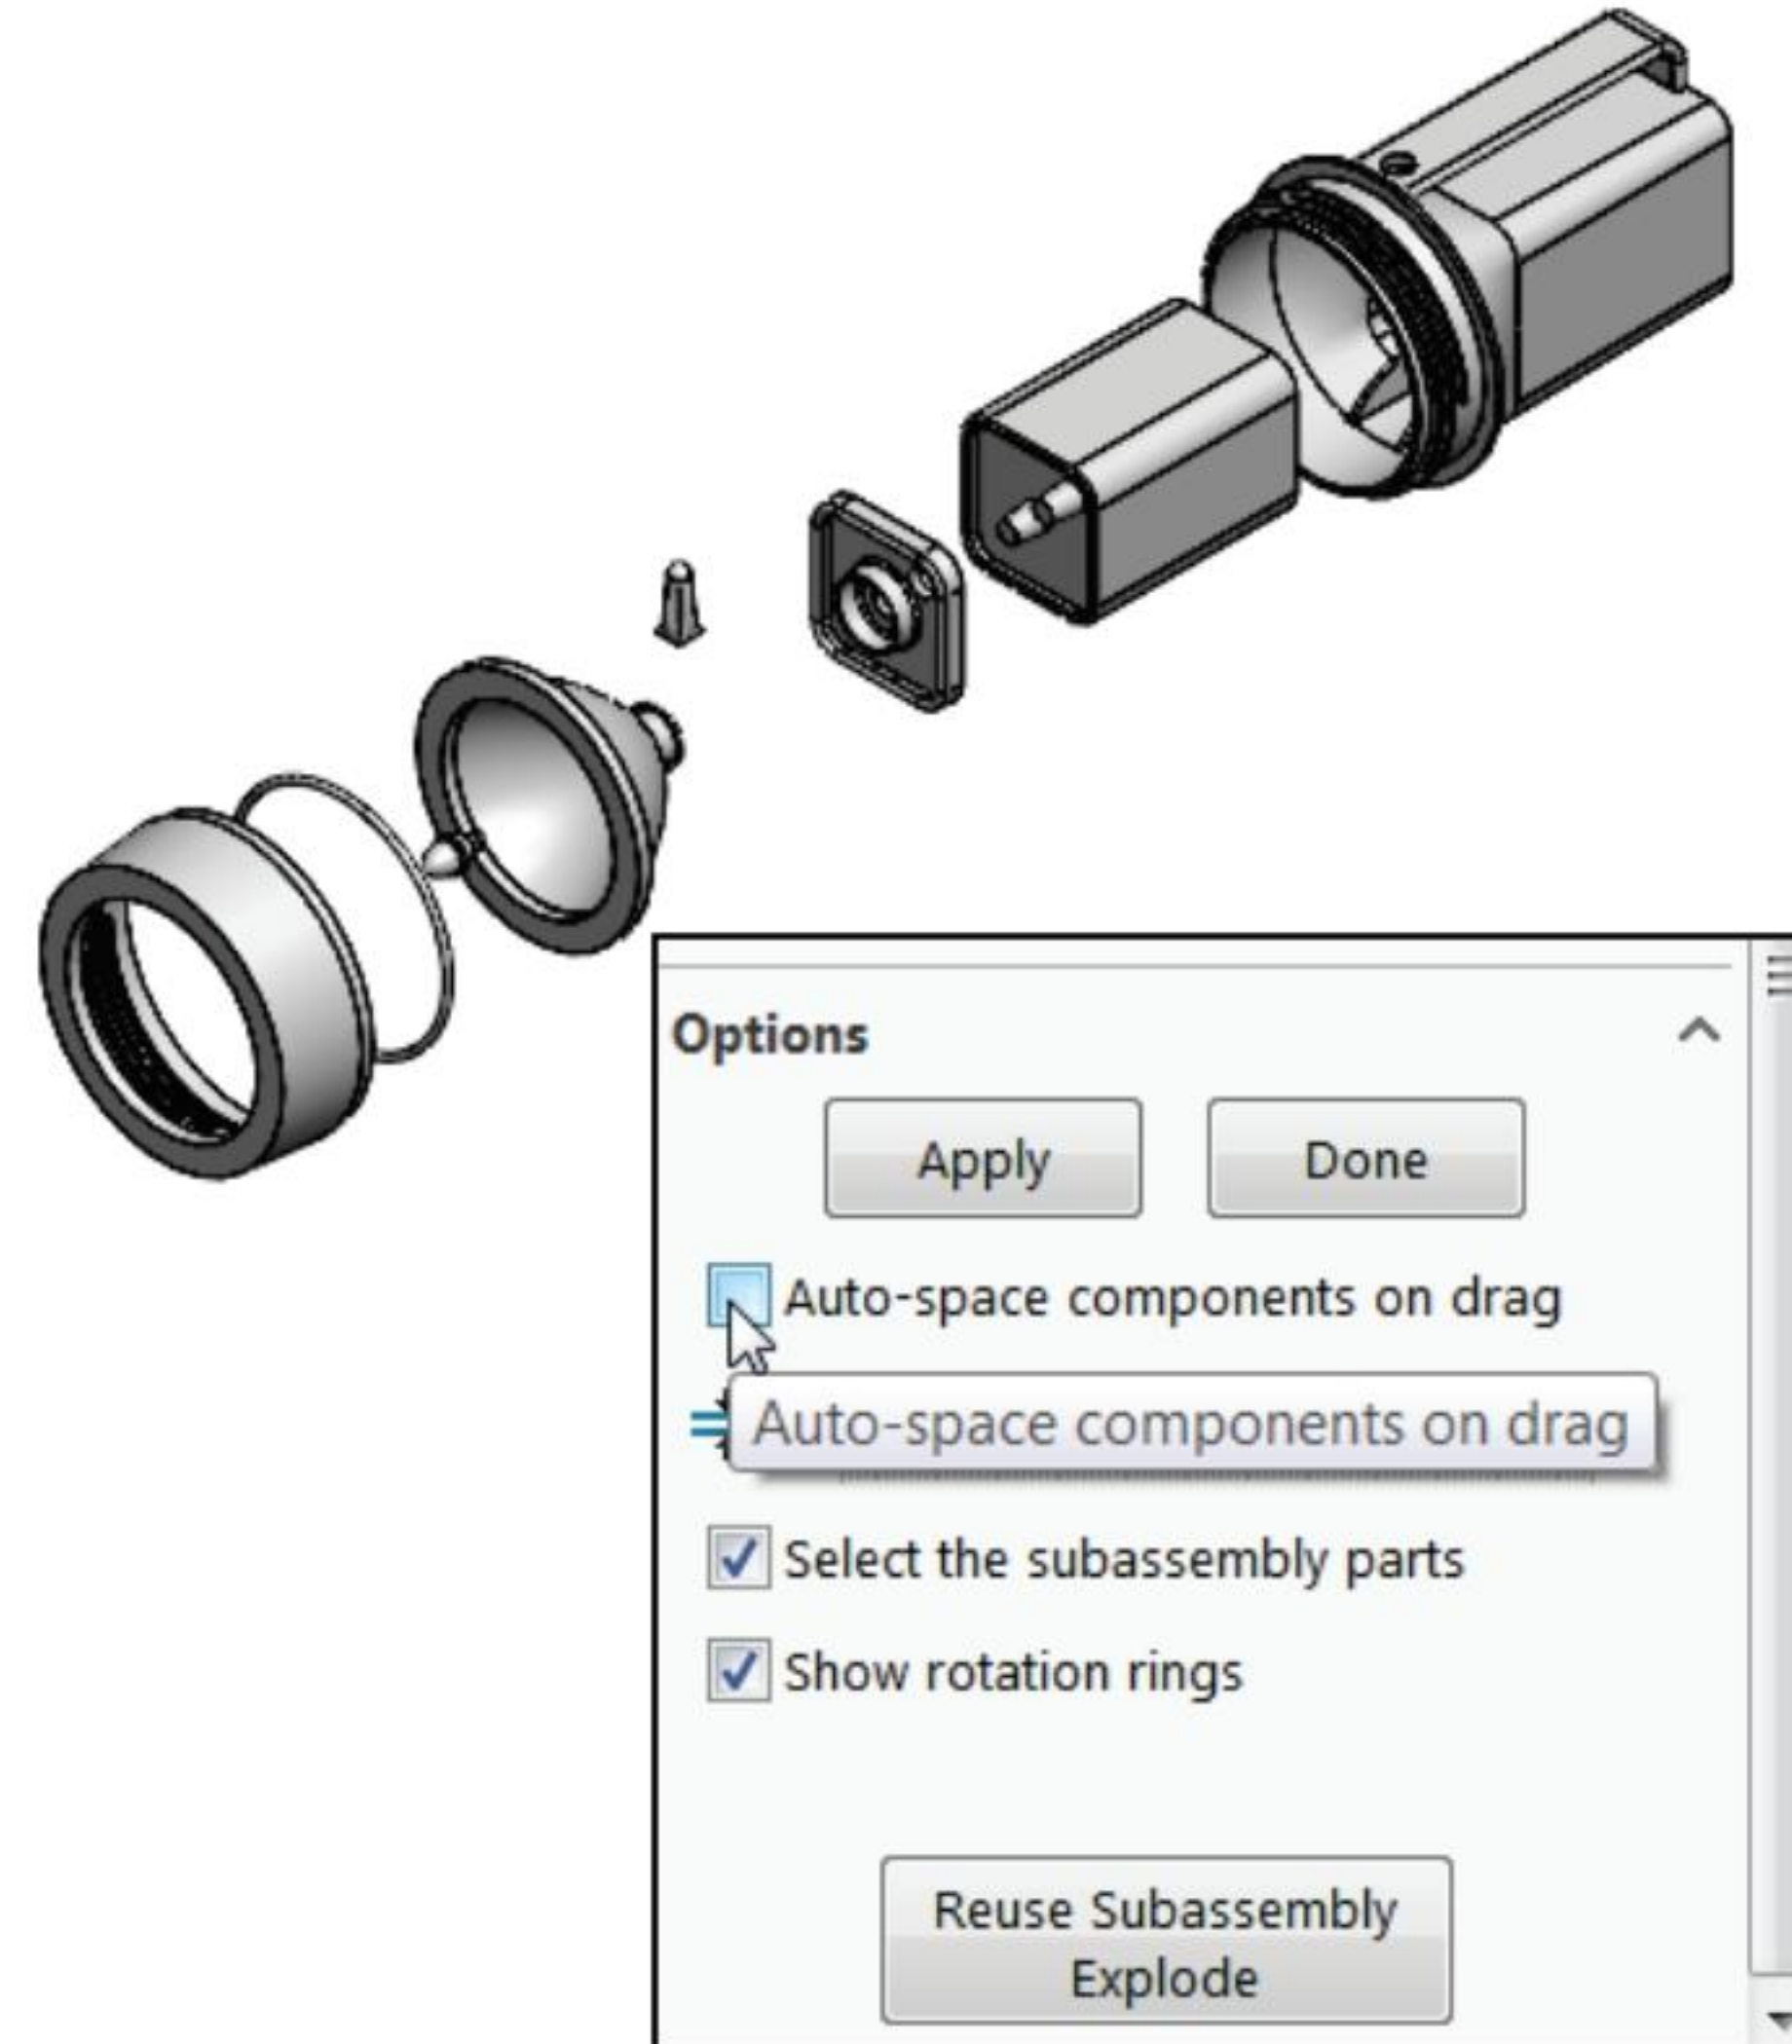 Options
Apply
Done
Auto-space components on drag
Auto-space components on drag
Select the subassembly parts
Show rotation rings
Reuse Subassembly
Explode